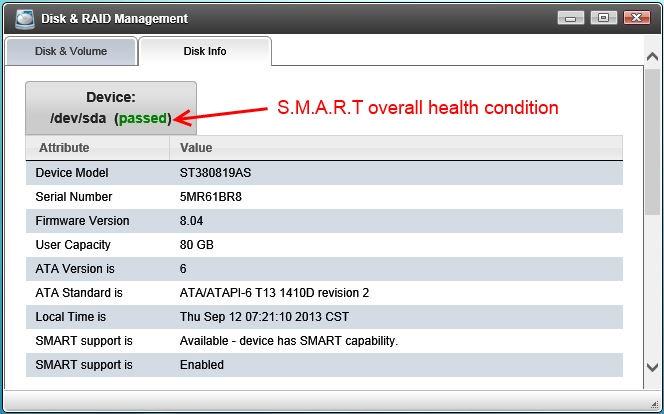 Disk & RAID Management
Disk & Volume Disk Info
Device:
/dev/sda (passed)
S.M.A.R.T overall health condition
Attribute Value
Device Model ST380819AS
Serial Number 5MR61BR8
Firmware Version 8.04
User Capacity 80 GB
ATA Version is 6
ATA Standard is ATA/ATAPI-6 T13 1410D revision 2
Local Time is Thu Sep 12 07:21:10 2013 CST
SMART support is Available - device has SMART capability.
SMART support is Enabled